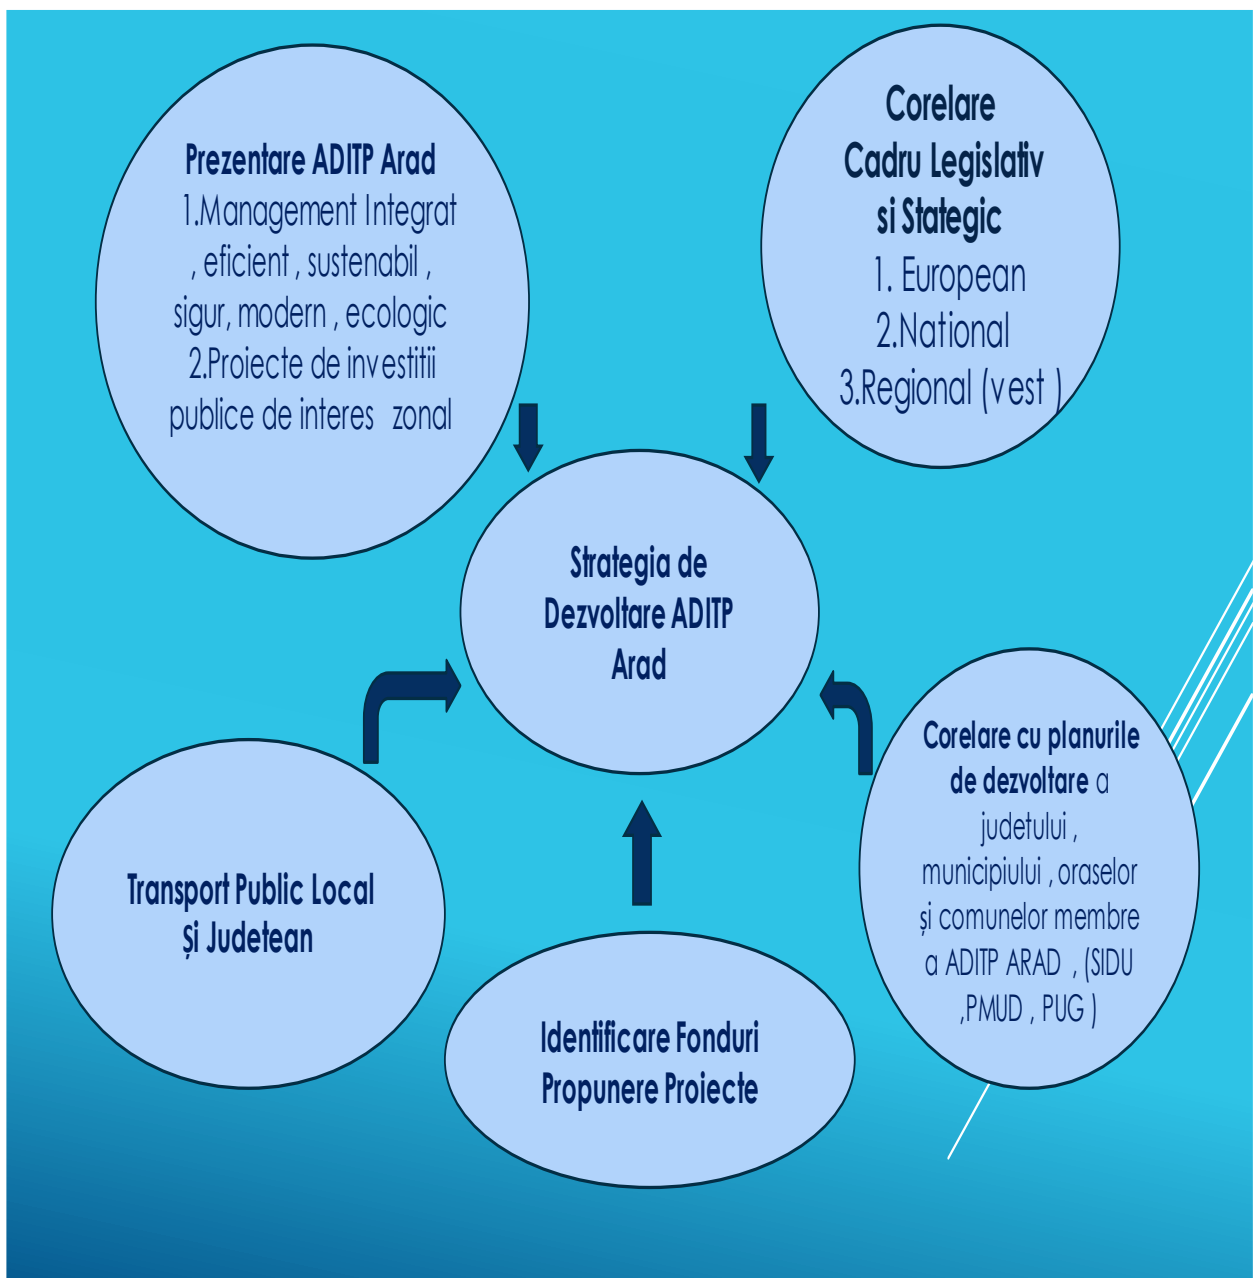 Prezentare ADITP Arad
1.Management Integrat
, eficient , sustenabil ,
sigur, modern , ecologic
2.Proiecte de investitii
publice de interes zonal
Corelare
Cadru Legislativ
si Stategic
1. European
2.National
3.Regional (vest )
Strategia de
Dezvoltare ADITP
Arad
Transport Public Local
și Judetean
Identificare Fonduri
Propunere Proiecte
Corelare cu planurile
de dezvoltare a
judetului ,
municipiului , oraselor
și comunelor membre
a ADITP ARAD , (SIDU
,PMUD , PUG )